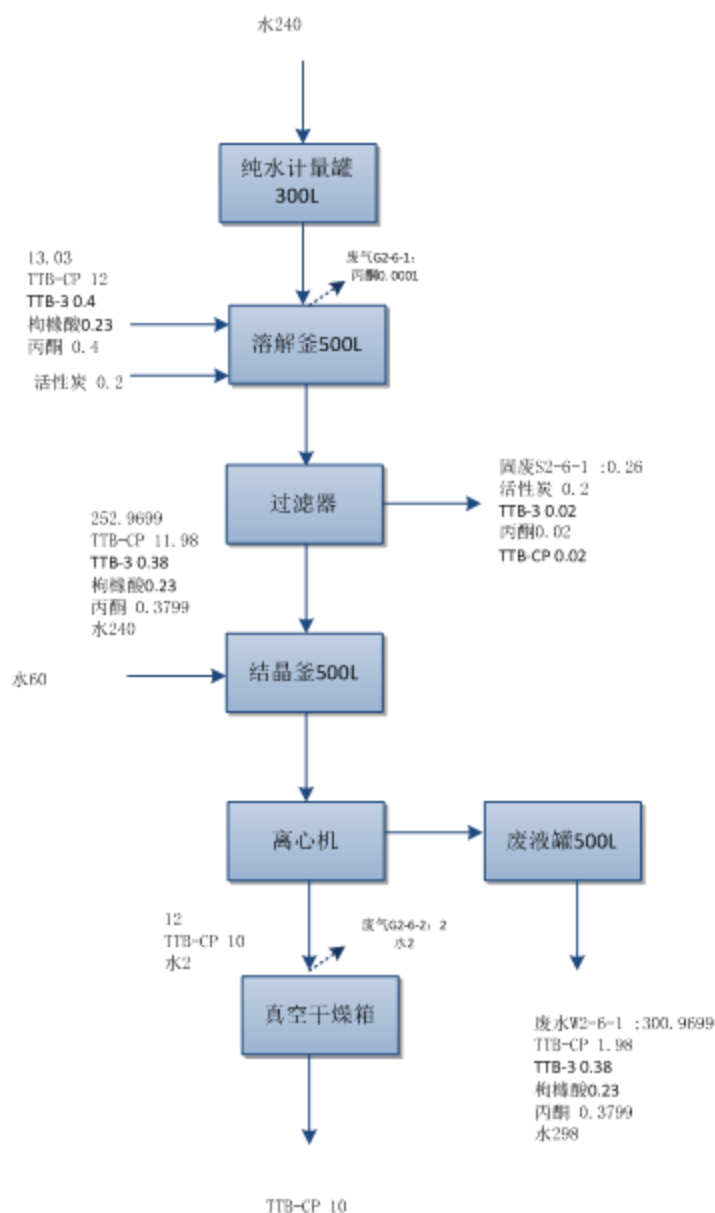 水240
纯水计量罐
300L
废气G2-6-1：
丙酮0.0001
13.03
TTB-CP 12
TTB-3 0.4
枸橼酸0.23
丙酮 0.4
活性炭 0.2
溶解釜500L
过滤器
固废S2-6-1 :0.26
活性炭 0.2
TTB-3 0.02
丙酮0.02
TTB-CP 0.02
252.9699
TTB-CP 11.98
TTB-3 0.38
枸橼酸0.23
丙酮 0.3799
水240
水60
结晶釜500L
离心机
废液罐500L
12
TTB-CP 10
水2
废气G2-6-2：2
水2
真空干燥箱
废水W2-6-1 :300.9699
TTB-CP 1.98
TTB-3 0.38
枸橼酸0.23
丙酮 0.3799
水298
TTB-CP 10